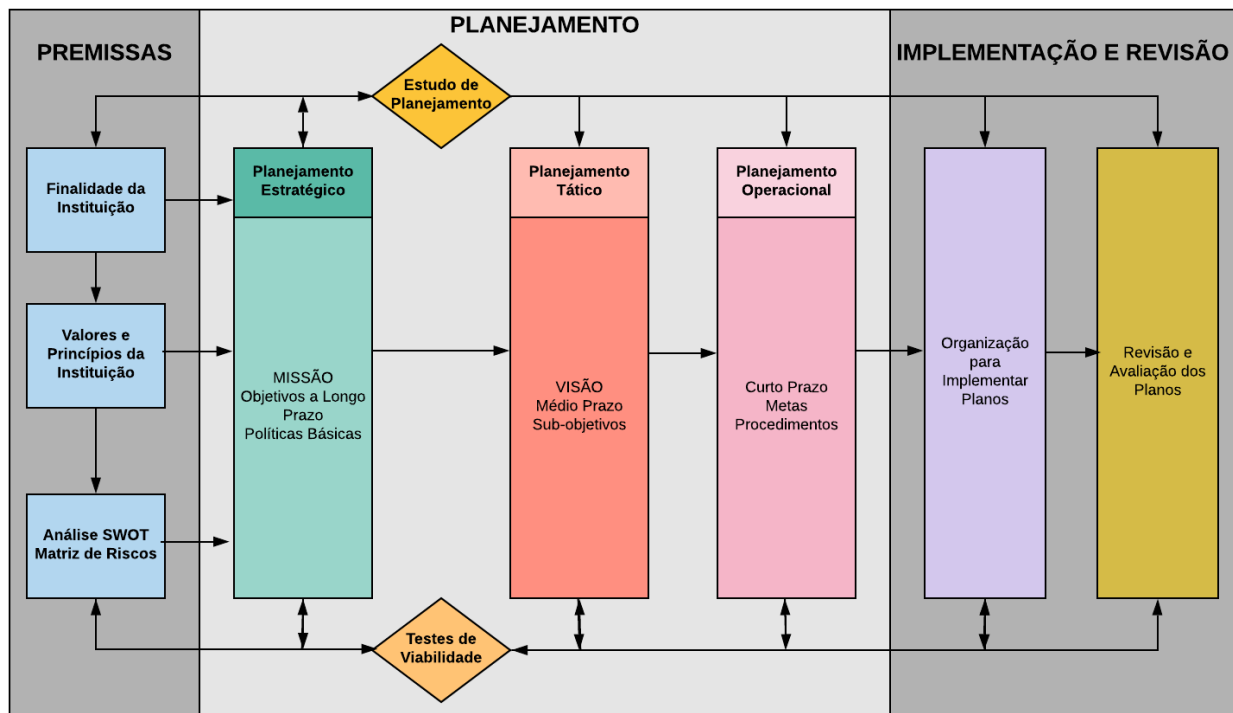 PREMISSAS
PLANEJAMENTO
IMPLEMENTAÇÃO E REVISÃO
Estudo de
Planejamento
Finalidade da
Instituição
Valores e
Princípios da
Instituição
Análise SWOT
Matriz de Riscos
Planejamento
Estratégico
MISSÃO
Objetivos a Longo
Prazo
Políticas Básicas
Planejamento
Tático
VISÃO
Médio Prazo
Sub-objetivos
Planejamento
Operacional
Curto Prazo
Metas
Procedimentos
Organização
para
Implementar
Planos
Revisão e
Avaliação dos
Planos
Testes de
Viabilidade